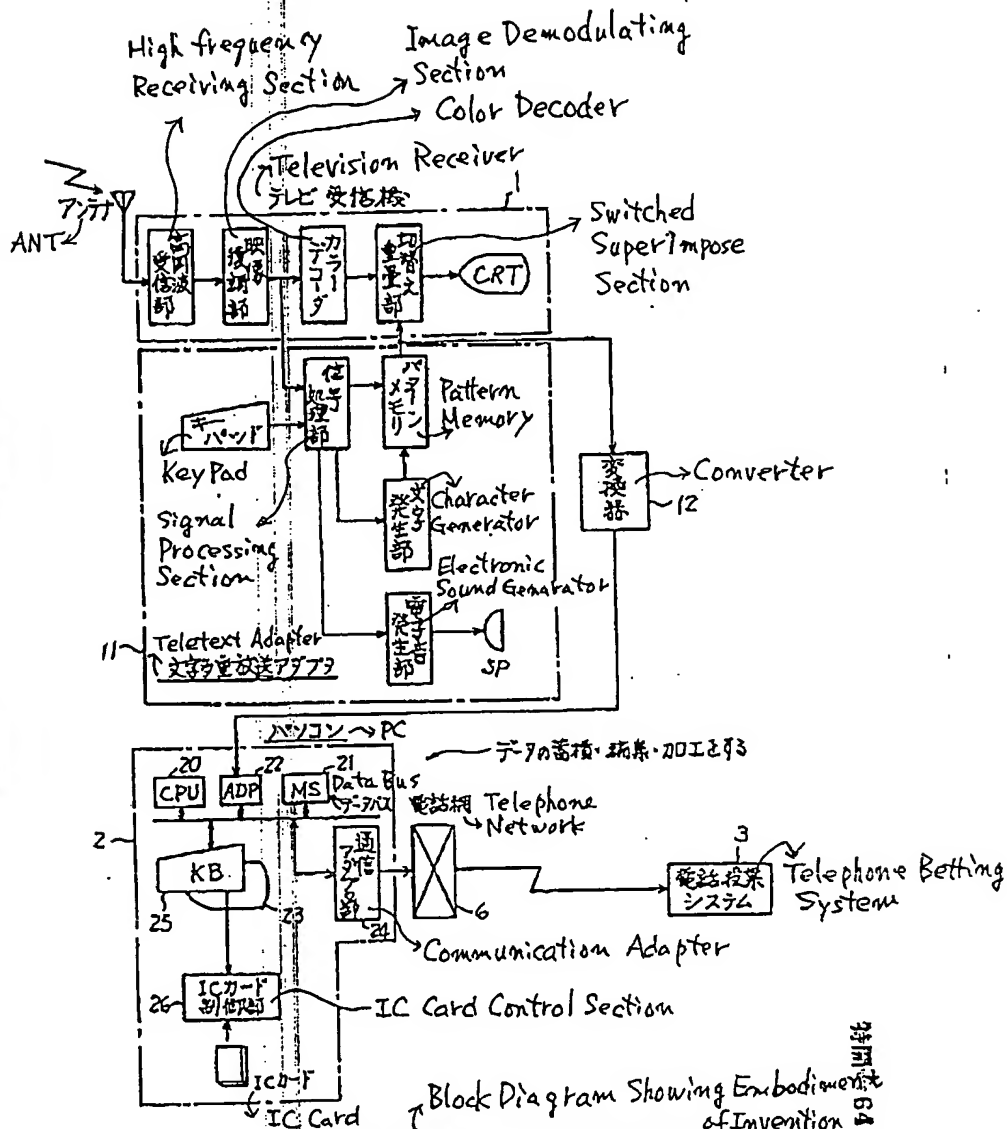 High frequency
Receiving Section
Image Demodulating
Section
Color Decoder
Television Receiver
テレビ受信機
1
アンテナ
ANT
高周波
受信部
映像
復調部
カラー
デコーダ
切替え
重畳部
CRT
Switched
SuperImpose
Section
信号
処理部
パターン
メモリ
Pattern
Memory
キー
パッド
KeyPad
変換器
Converter
12
文字
発生部
Character
Generator
Signal
Processing
Section
Electronic
Sound Genarator
電子音
発生部
SP
11
Teletext Adapter
文字多重放送アダプタ
パソコン
PC
データの蓄積・編集・加工をする
20
22
21
CPU
ADP
MS
Data Bus
データバス
電話網
Telephone
Network
2
KB
25
23
通信
アダプタ部
24
6
3
電話投票
システム
Telephone Betting
System
Communication Adapter
26
ICカード
制御部
IC Card Control Section
ICカード
IC Card
Block Diagram Showing Embodiment
of Invention
特開
64